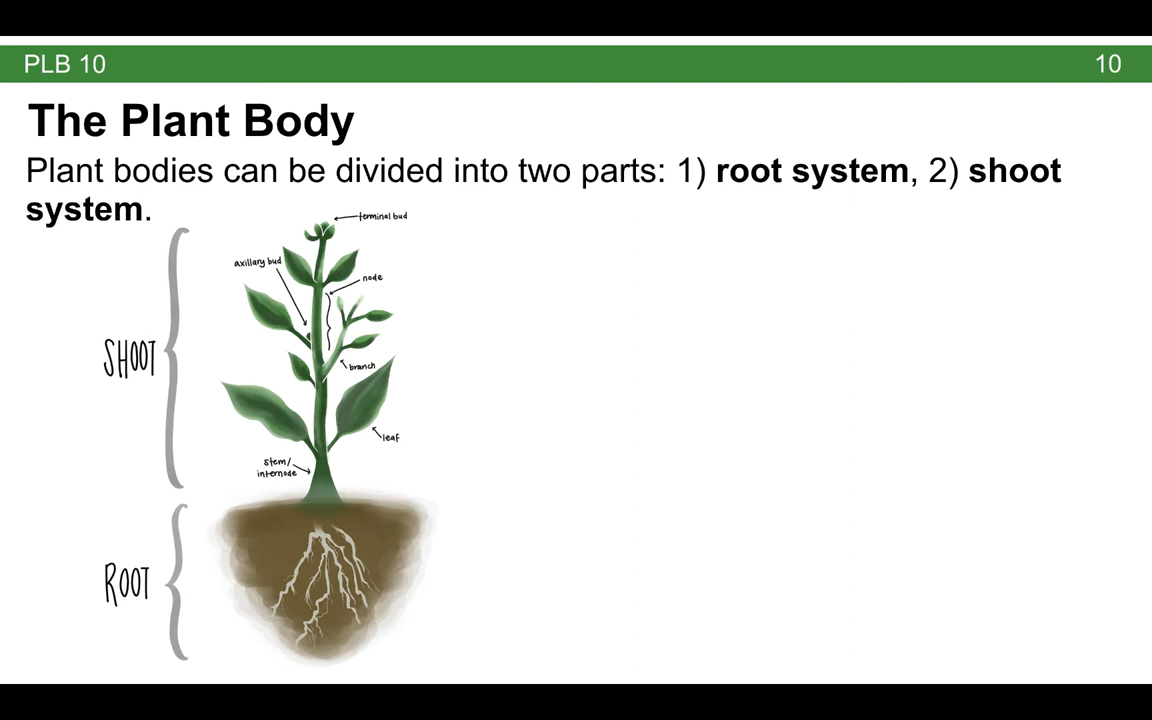 PLB 10
10
The Plant Body
Plant bodies can be divided into two parts: 1) root system, 2) shoot
system.
terminal bud
axillary bud
node
SHOOT
branch
leaf
stem/
internode
ROOT